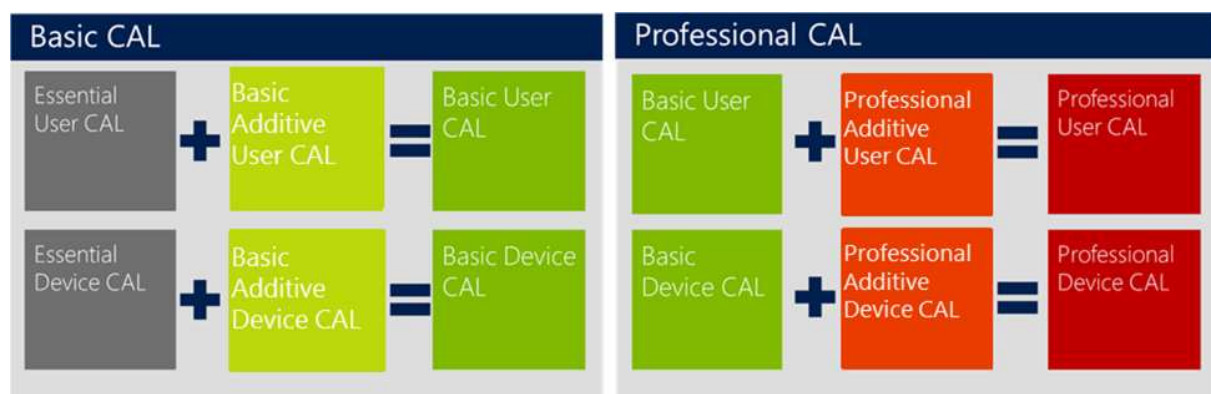 Basic CAL
Essential
User CAL
+
Basic
Additive
User CAL
=
Basic User
CAL
Essential
Device CAL
+
Basic
Additive
Device CAL
=
Basic Device
CAL
Professional CAL
Basic User
CAL
+
Professional
Additive
User CAL
=
Professional
User CAL
Basic
Device CAL
+
Professional
Additive
Device CAL
=
Professional
Device CAL